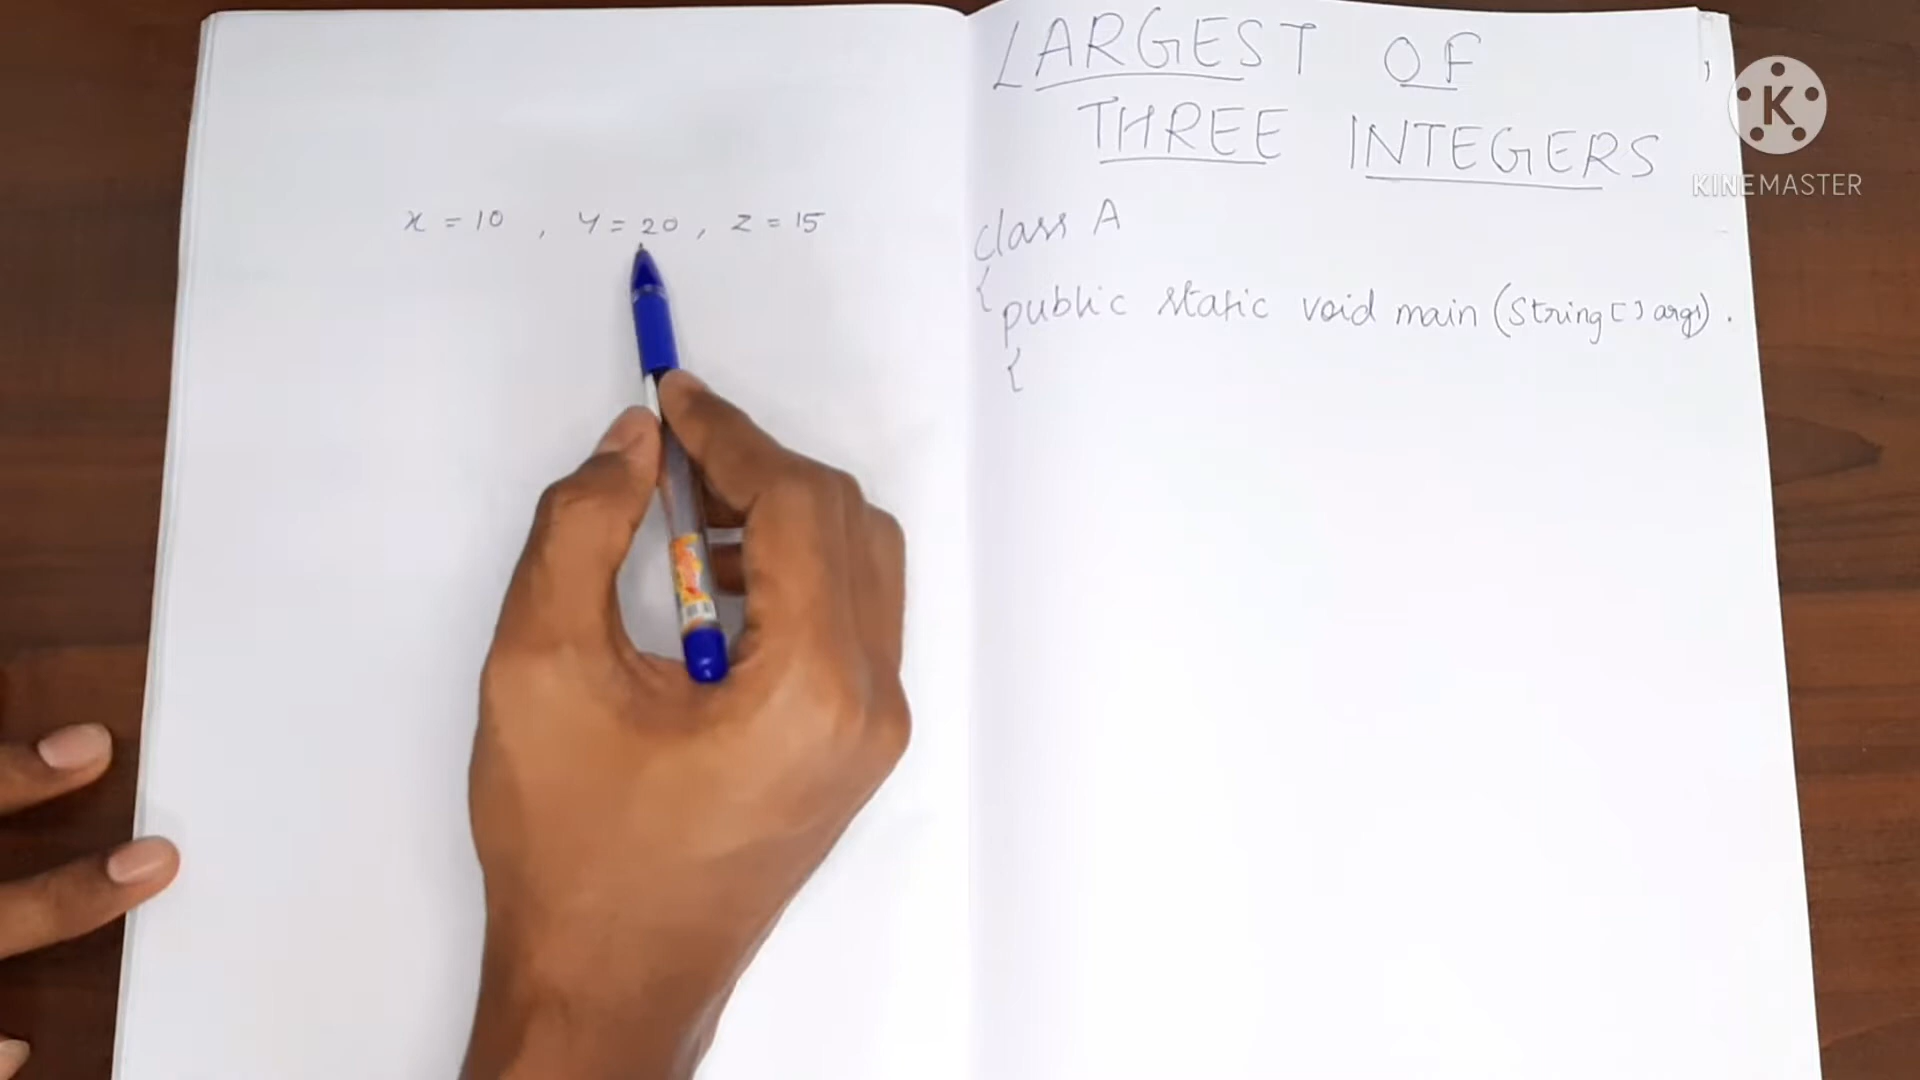 x = 10 , y = 20 , z = 15
LARGEST OF
THREE INTEGERS
class A
{
public static void main (String [ ] args) .
{
K
KINEMASTER